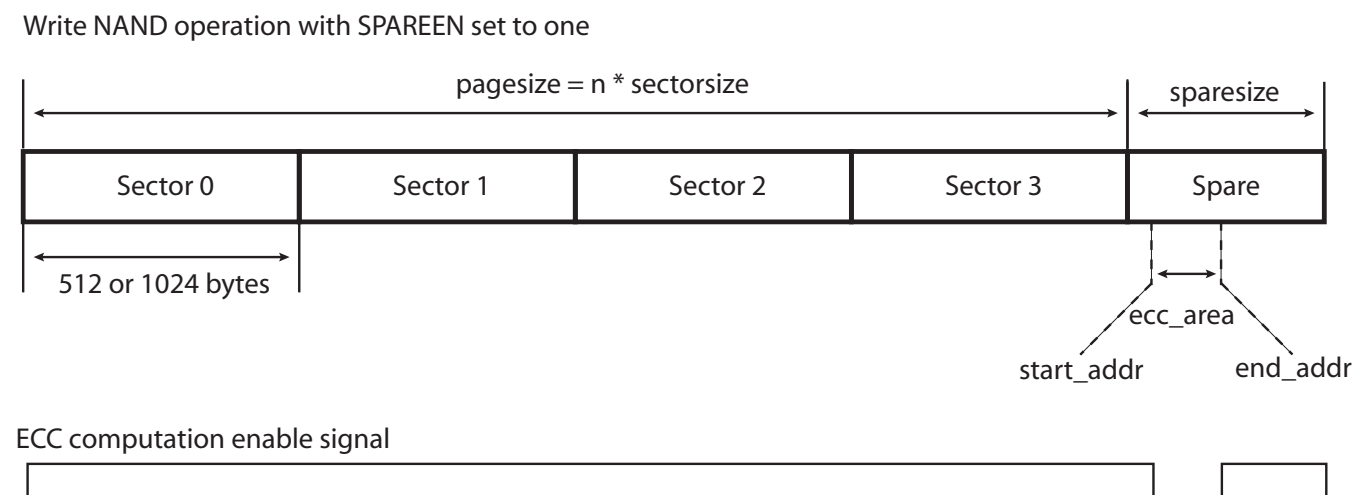 Write NAND operation with SPAREEN set to one
pagesize = n * sectorsize
sparesize
Sector 0
Sector 1
Sector 2
Sector 3
Spare
512 or 1024 bytes
ecc_area
start_addr
end_addr
ECC computation enable signal